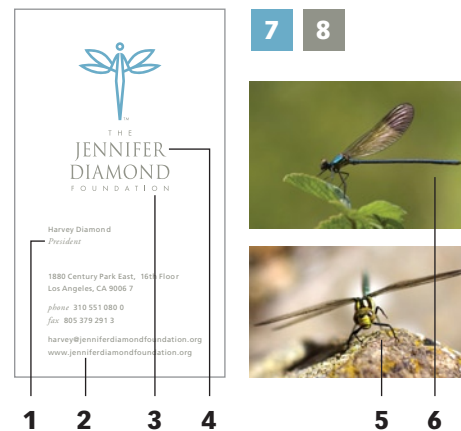 7 8
TM
THE
JENNIFER
DIAMOND
FOUNDATION
Harvey Diamond
President
1880 Century Park East, 16th Floor
Los Angeles, CA 9006 7
phone 310 551 080 0
fax 805 379 291 3
harvey@jenniferdiamondfoundation.org
www.jenniferdiamondfoundation.org
1 2 3 4 5 6